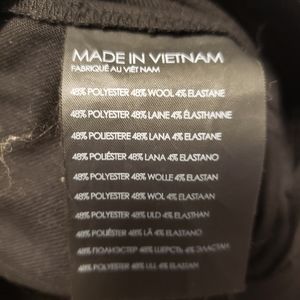 MADE IN VIETNAM
FABRIQUÉ AU VIÊT NAM
48% POLYESTER 48% WOOL 4% ELASTANE
48% POLYESTER 48% LAINE 4% ÉLASTHANNE
48% POLIESTERE 48% LANA 4% ELASTANE
48% POLIÉSTER 48% LANA 4% ELASTANO
48% POLYESTER 48% WOLLE 4% ELASTAN
48% POLYESTER 48% WOL 4% ELASTAAN
48% POLYESTER 48% ULD 4% ELASTHAN
48% POLIÉSTER 48% LÃ 4% ELASTANO
48% ПОЛИЭСТЕР 48% ШЕРСТЬ 4% ЭЛАСТАН
48% POLYESTER 48% ULL 4% ELASTAN